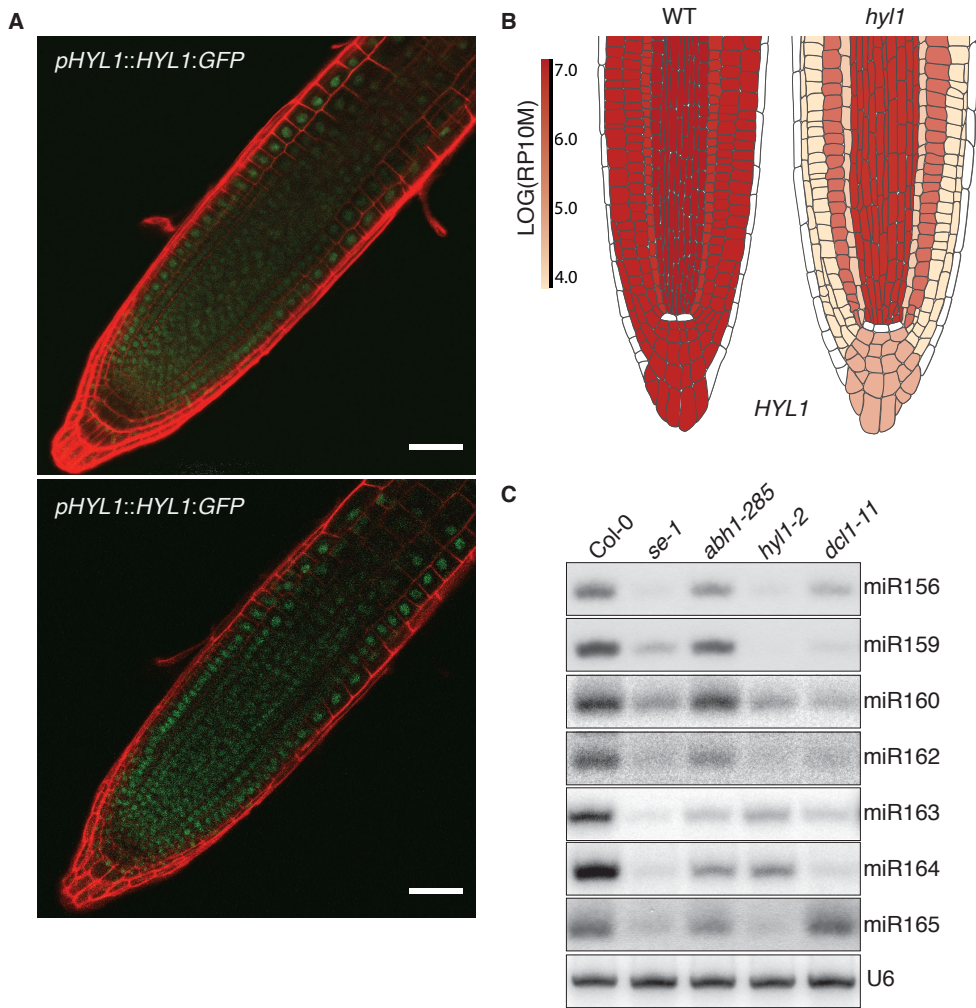 A
pHYL1::HYL1:GFP
pHYL1::HYL1:GFP
B
WT
hyl1
LOG(RP10M)
7.0
6.0
5.0
4.0
HYL1
C
Col-0
se-1
abh1-285
hyl1-2
dcl1-11
miR156
miR159
miR160
miR162
miR163
miR164
miR165
U6